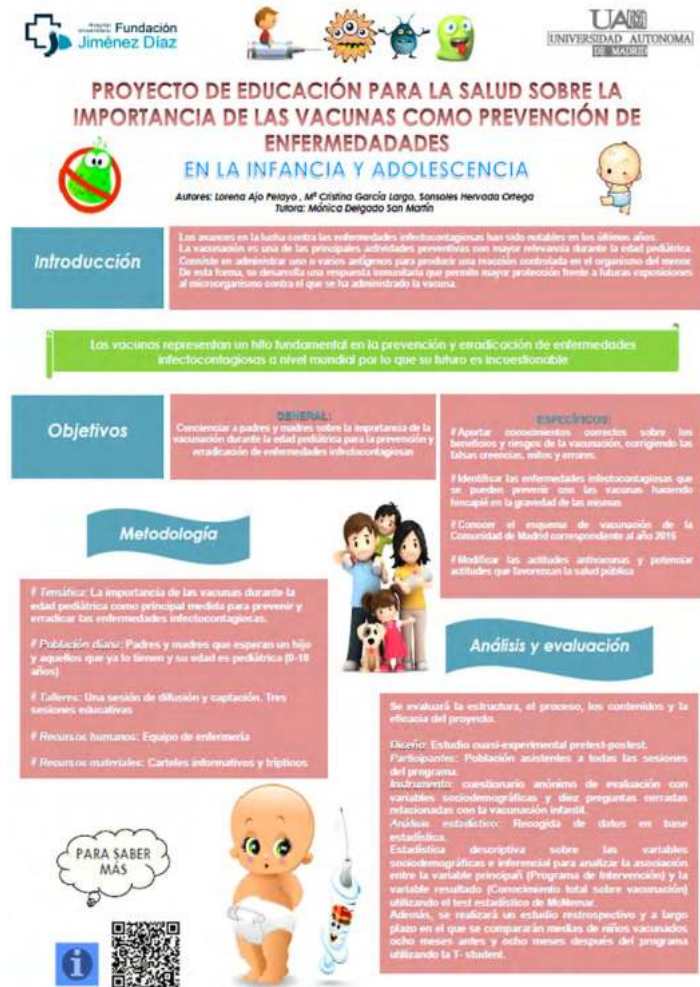 Hospital
Universitario Fundación
Jiménez Díaz
UAM
UNIVERSIDAD AUTONOMA
DE MADRID
PROYECTO DE EDUCACIÓN PARA LA SALUD SOBRE LA
IMPORTANCIA DE LAS VACUNAS COMO PREVENCIÓN DE
ENFERMEDADADES
EN LA INFANCIA Y ADOLESCENCIA
Autores: Lorena Ajo Pelayo , Mª Cristina García Largo, Sonsoles Hervada Ortega
Tutora: Mónica Delgado San Martín
Introducción
Los avances en la lucha contra las enfermedades infectocontagiosas han sido notables en los últimos años.
La vacunación es una de las principales actividades preventivas con mayor relevancia durante la edad pediátrica.
Consiste en administrar uno o varios antígenos para producir una reacción controlada en el organismo del menor.
De esta forma, se desarrolla una respuesta inmunitaria que permite mayor protección frente a futuras exposiciones
al microorganismo contra el que se ha administrado la vacuna.
Las vacunas representan un hito fundamental en la prevención y erradicación de enfermedades
infectocontagiosas a nivel mundial por lo que su futuro es incuestionable
Objetivos
GENERAL:
Concienciar a padres y madres sobre la importancia de la
vacunación durante la edad pediátrica para la prevención y
erradicación de enfermedades infectocontagiosas
ESPECÍFICOS:
Aportar conocimientos correctos sobre los
beneficios y riesgos de la vacunación, corrigiendo las
falsas creencias, mitos y errores.
Identificar las enfermedades infectocontagiosas que
se pueden prevenir con las vacunas haciendo
hincapié en la gravedad de las mismas
Conocer el esquema de vacunación de la
Comunidad de Madrid correspondiente al año 2016
Modificar las actitudes antivacunas y potenciar
actitudes que favorezcan la salud pública
Metodología
Temática: La importancia de las vacunas durante la
edad pediátrica como principal medida para prevenir y
erradicar las enfermedades infectocontagiosas.
Población diana: Padres y madres que esperan un hijo
y aquellos que ya lo tienen y su edad es pediátrica (0-18
años)
Talleres: Una sesión de difusión y captación. Tres
sesiones educativas
Recursos humanos: Equipo de enfermería
Recursos materiales: Carteles informativos y trípticos
Análisis y evaluación
Se evaluará la estructura, el proceso, los contenidos y la
eficacia del proyecto.
Diseño: Estudio cuasi-experimental pretest-postest.
Participantes: Población asistentes a todas las sesiones
del programa.
Instrumento: cuestionario anónimo de evaluación con
variables sociodemográficas y diez preguntas cerradas
relacionadas con la vacunación infantil.
Análisis estadístico: Recogida de datos en base
estadística.
Estadística descriptiva sobre las variables
sociodemográficas e inferencial para analizar la asociación
entre la variable principañ (Programa de Intervención) y la
variable resultado (Conocimiento total sobre vacunación)
utilizando el test estadístico de McNemar.
Además, se realizará un estudio restrospectivo y a largo
plazo en el que se compararán medias de niños vacunados
ocho meses antes y ocho meses después del programa
utilizando la T- student.
PARA SABER
MÁS
i